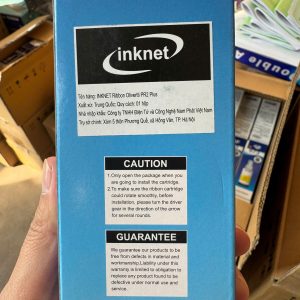 inknet
Tên hàng: INKNET Ribbon Olivetti PR2 Plus
Xuất xứ: Trung Quốc; Quy cách: 01 hộp
Nhà nhập khẩu: Công ty TNHH Điện Tử và Công Nghệ Nam Phát Việt Nam
Trụ sở chính: Xóm 5 thôn Phương Quế, xã Hồng Vân, TP. Hà Nội
Double A
CAUTION
1.Only open the package when you
are going to install the cartridge.
2.To make sure the ribbon cartridge
could rotate smoothly, before
installation, please turn the driver
gear in the direction of the arrow
for several rounds.
GUARANTEE
We guarantee our products to be
free from defects in material and
workmanship.Liability under this
warranty is limited to obligation to
replace any product found to be
defective under normal use and
service.